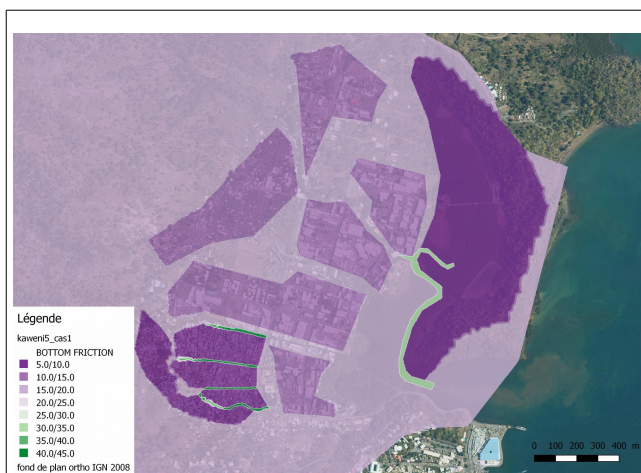 Légende
kaweni5_cas1
BOTTOM FRICTION
5.0/10.0
10.0/15.0
15.0/20.0
20.0/25.0
25.0/30.0
30.0/35.0
35.0/40.0
40.0/45.0
fond de plan ortho IGN 2008
0 100 200 300 400 m